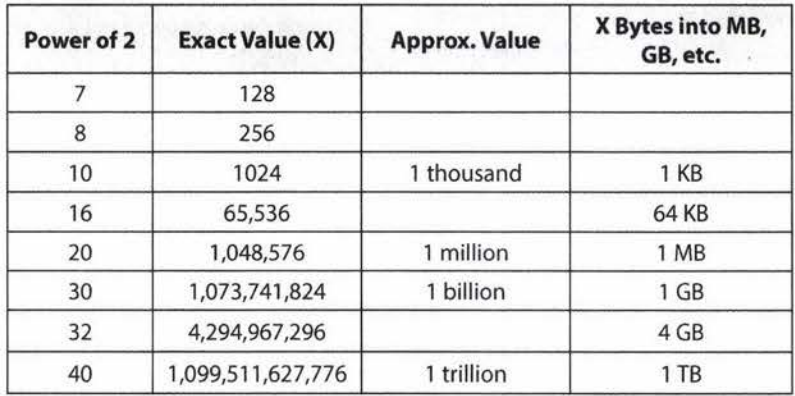 Power of 2 Exact Value (X) Approx. Value X Bytes into MB,
GB, etc.
7 128
8 256
10 1024 1 thousand 1 KB
16 65,536 64 KB
20 1,048,576 1 million 1 MB
30 1,073,741,824 1 billion 1 GB
32 4,294,967,296 4 GB
40 1,099,511,627,776 1 trillion 1 TB